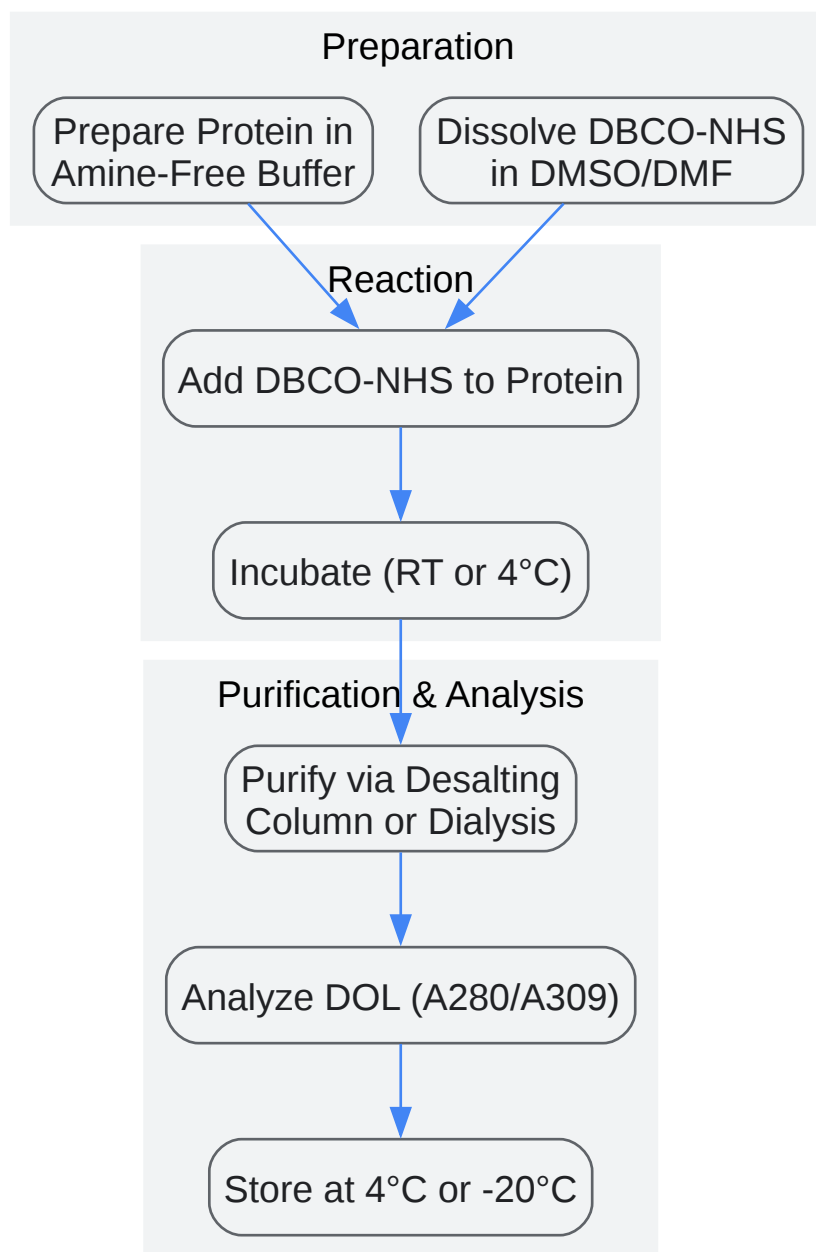 Preparation
Prepare Protein in
Amine-Free Buffer
Dissolve DBCO-NHS
in DMSO/DMF
Reaction
Add DBCO-NHS to Protein
Incubate (RT or 4°C)
Purification & Analysis
Purify via Desalting
Column or Dialysis
Analyze DOL (A280/A309)
Store at 4°C or -20°C